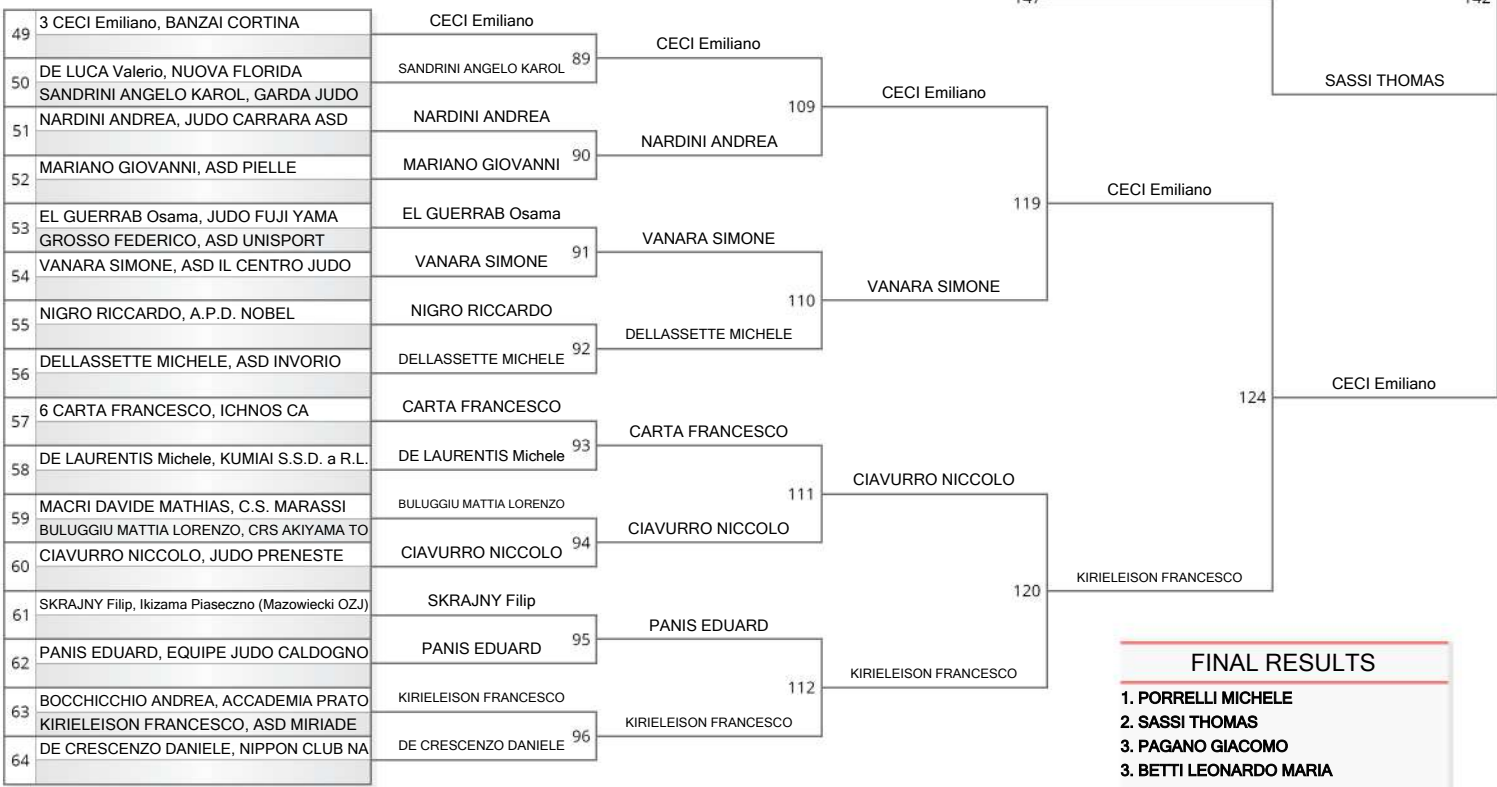 147
142
SASSI THOMAS
49
3 CECI Emiliano, BANZAI CORTINA
50
DE LUCA Valerio, NUOVA FLORIDA
SANDRINI ANGELO KAROL, GARDA JUDO
51
NARDINI ANDREA, JUDO CARRARA ASD
52
MARIANO GIOVANNI, ASD PIELLE
53
EL GUERRAB Osama, JUDO FUJI YAMA
GROSSO FEDERICO, ASD UNISPORT
54
VANARA SIMONE, ASD IL CENTRO JUDO
55
NIGRO RICCARDO, A.P.D. NOBEL
56
DELLASSETTE MICHELE, ASD INVORIO
57
6 CARTA FRANCESCO, ICHNOS CA
58
DE LAURENTIS Michele, KUMIAI S.S.D. a R.L.
59
MACRI DAVIDE MATHIAS, C.S. MARASSI
BULUGGIU MATTIA LORENZO, CRS AKIYAMA TO
60
CIAVURRO NICCOLO, JUDO PRENESTE
61
SKRAJNY Filip, Ikizama Piaseczno (Mazowiecki OZJ)
62
PANIS EDUARD, EQUIPE JUDO CALDOGNO
63
BOCCHICCHIO ANDREA, ACCADEMIA PRATO
KIRIELEISON FRANCESCO, ASD MIRIADE
64
DE CRESCENZO DANIELE, NIPPON CLUB NA
CECI Emiliano
SANDRINI ANGELO KAROL
89
NARDINI ANDREA
MARIANO GIOVANNI
90
EL GUERRAB Osama
VANARA SIMONE
91
NIGRO RICCARDO
DELLASSETTE MICHELE
92
CARTA FRANCESCO
DE LAURENTIS Michele
93
BULUGGIU MATTIA LORENZO
CIAVURRO NICCOLO
94
SKRAJNY Filip
PANIS EDUARD
95
KIRIELEISON FRANCESCO
DE CRESCENZO DANIELE
96
CECI Emiliano
NARDINI ANDREA
109
VANARA SIMONE
DELLASSETTE MICHELE
110
CARTA FRANCESCO
CIAVURRO NICCOLO
111
PANIS EDUARD
KIRIELEISON FRANCESCO
112
CECI Emiliano
VANARA SIMONE
119
CIAVURRO NICCOLO
KIRIELEISON FRANCESCO
120
CECI Emiliano
KIRIELEISON FRANCESCO
124
CECI Emiliano
FINAL RESULTS
1. PORRELLI MICHELE
2. SASSI THOMAS
3. PAGANO GIACOMO
3. BETTI LEONARDO MARIA